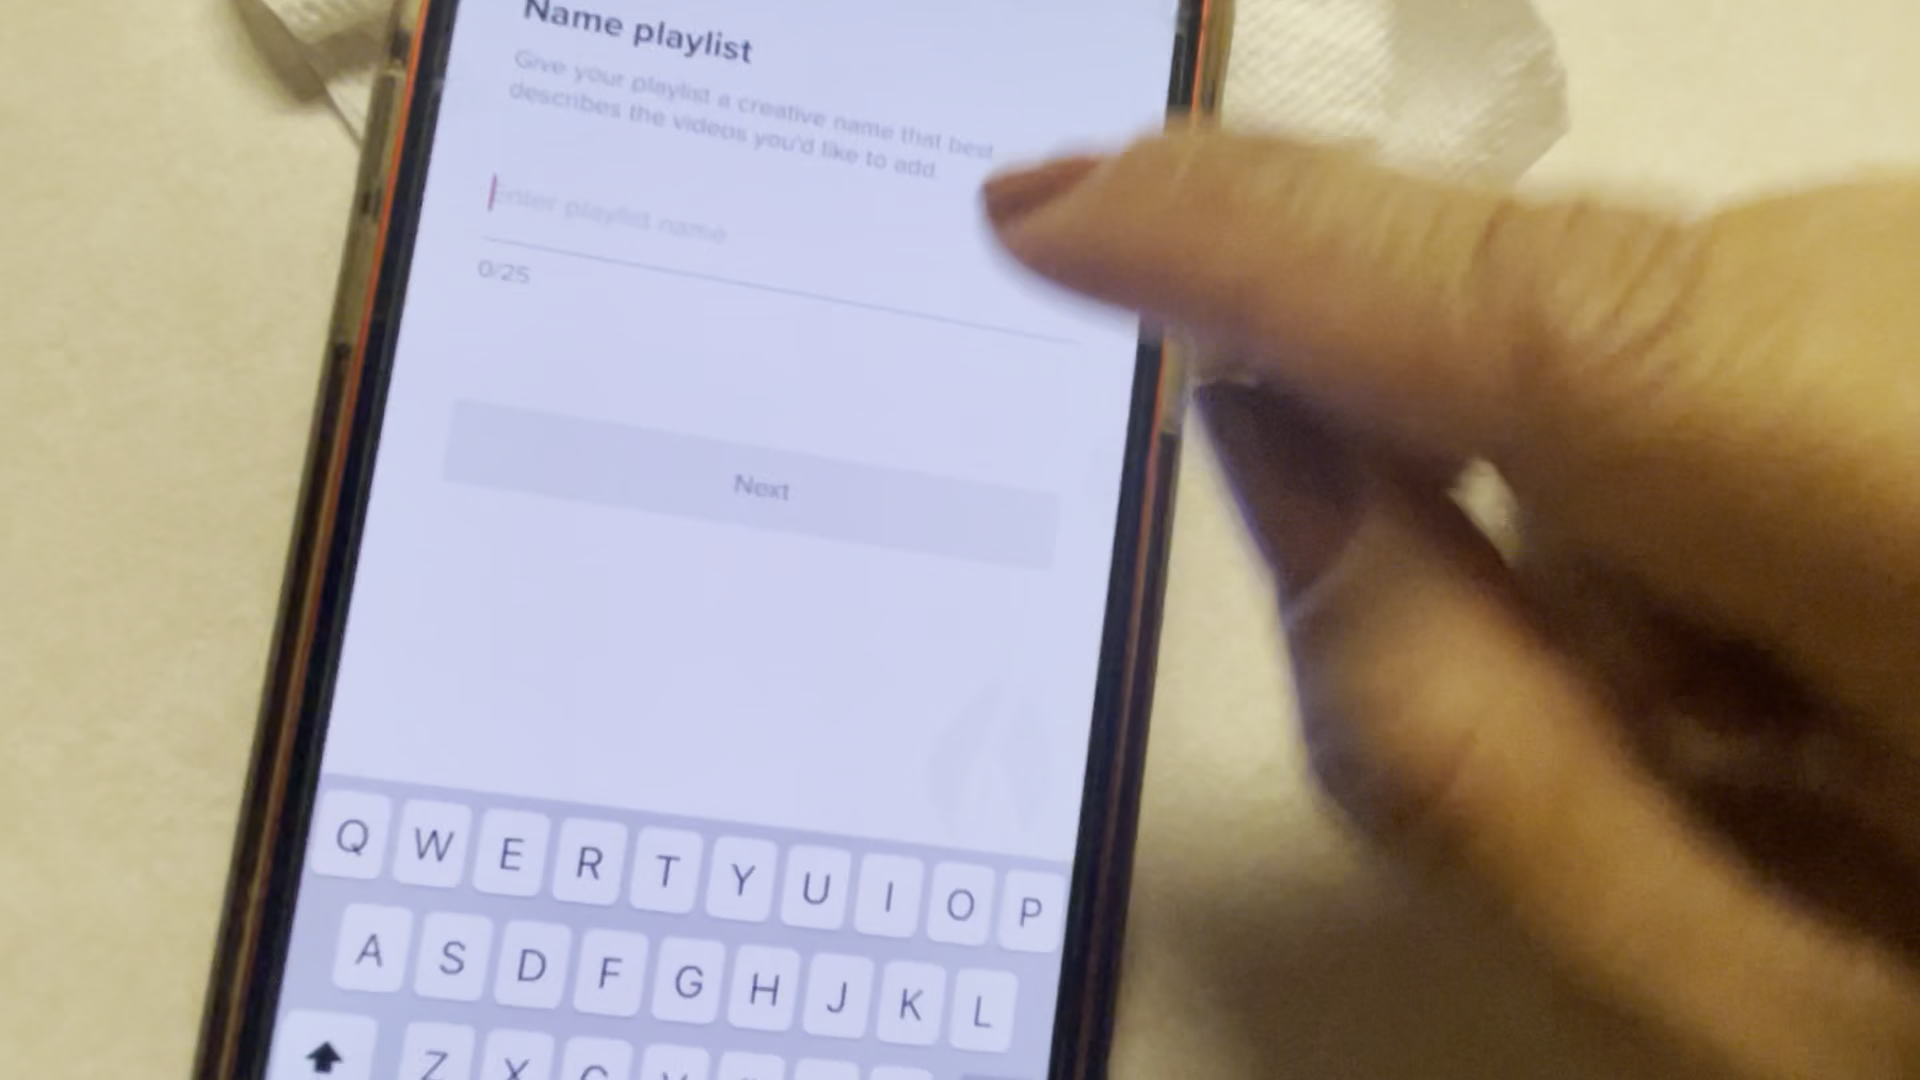 Name playlist
Give your playlist a creative name that best
describes the videos you'd like to add.
Enter playlist name
0/25
Next
Q W E R T Y U I O P
A S D F G H J K L
Z X